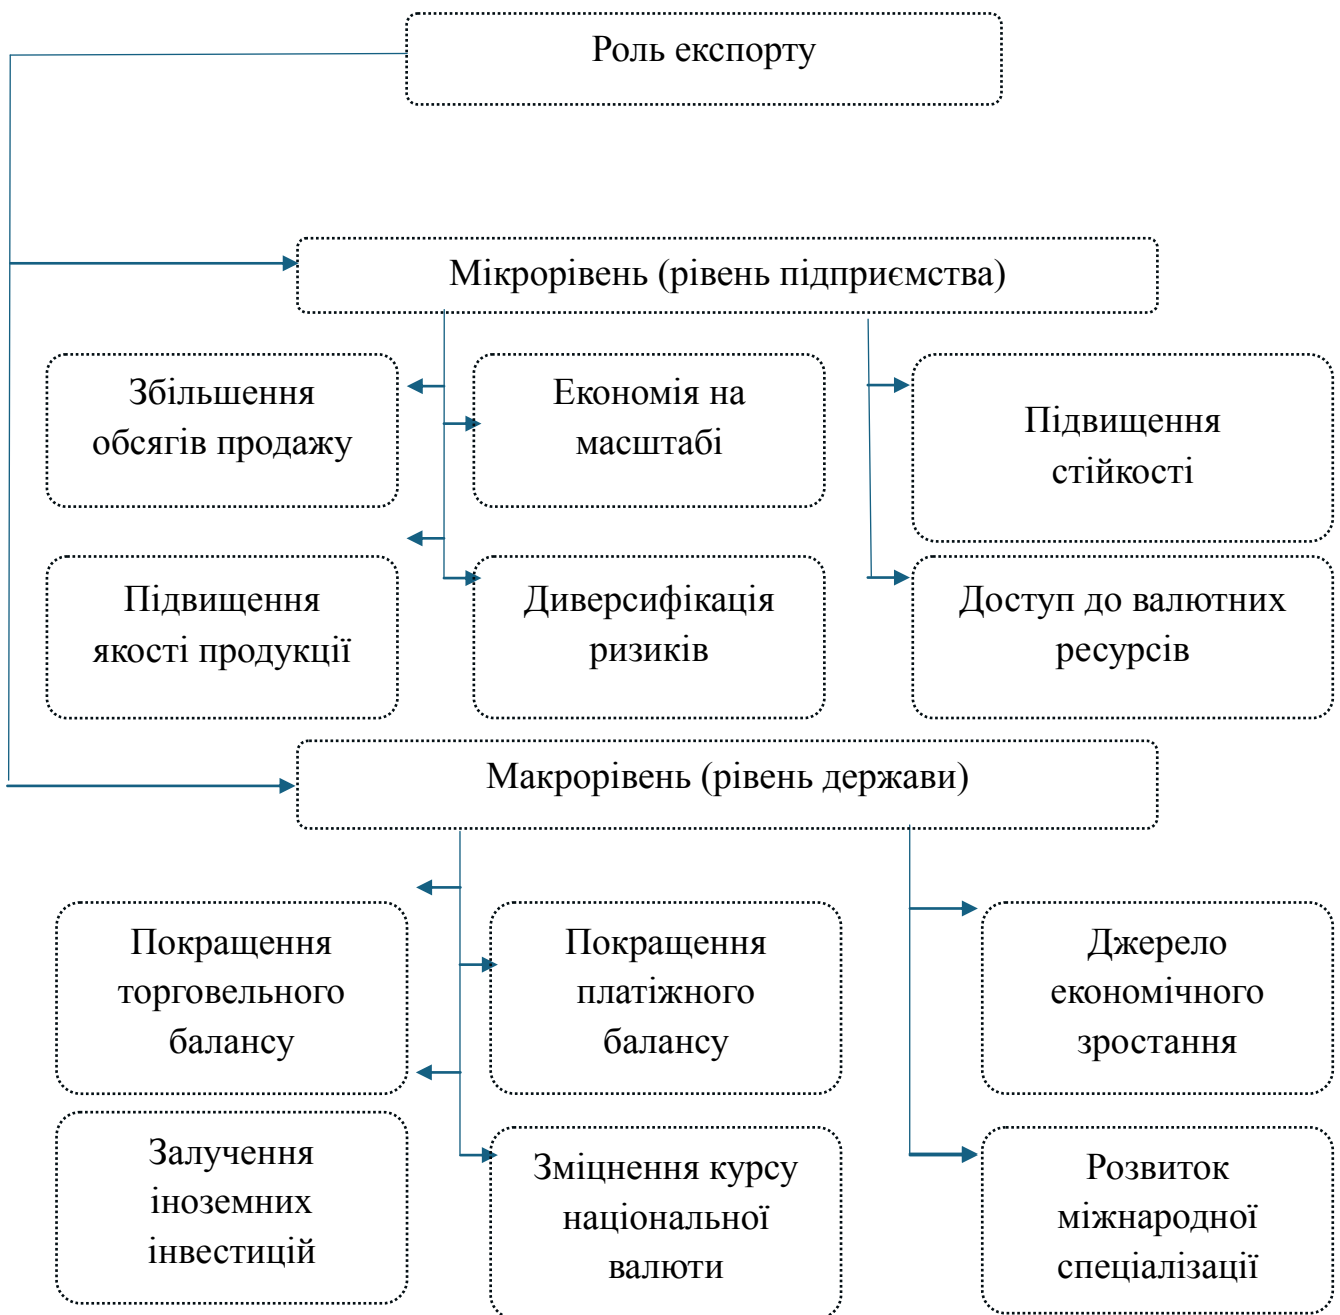 Роль експорту
Мікрорівень (рівень підприємства)
Збільшення
обсягів продажу
Економія на
масштабі
Підвищення
стійкості
Підвищення
якості продукції
Диверсифікація
ризиків
Доступ до валютних
ресурсів
Макрорівень (рівень держави)
Покращення
торговельного
балансу
Покращення
платіжного
балансу
Джерело
економічного
зростання
Залучення
іноземних
інвестицій
Зміцнення курсу
національної
валюти
Розвиток
міжнародної
спеціалізації